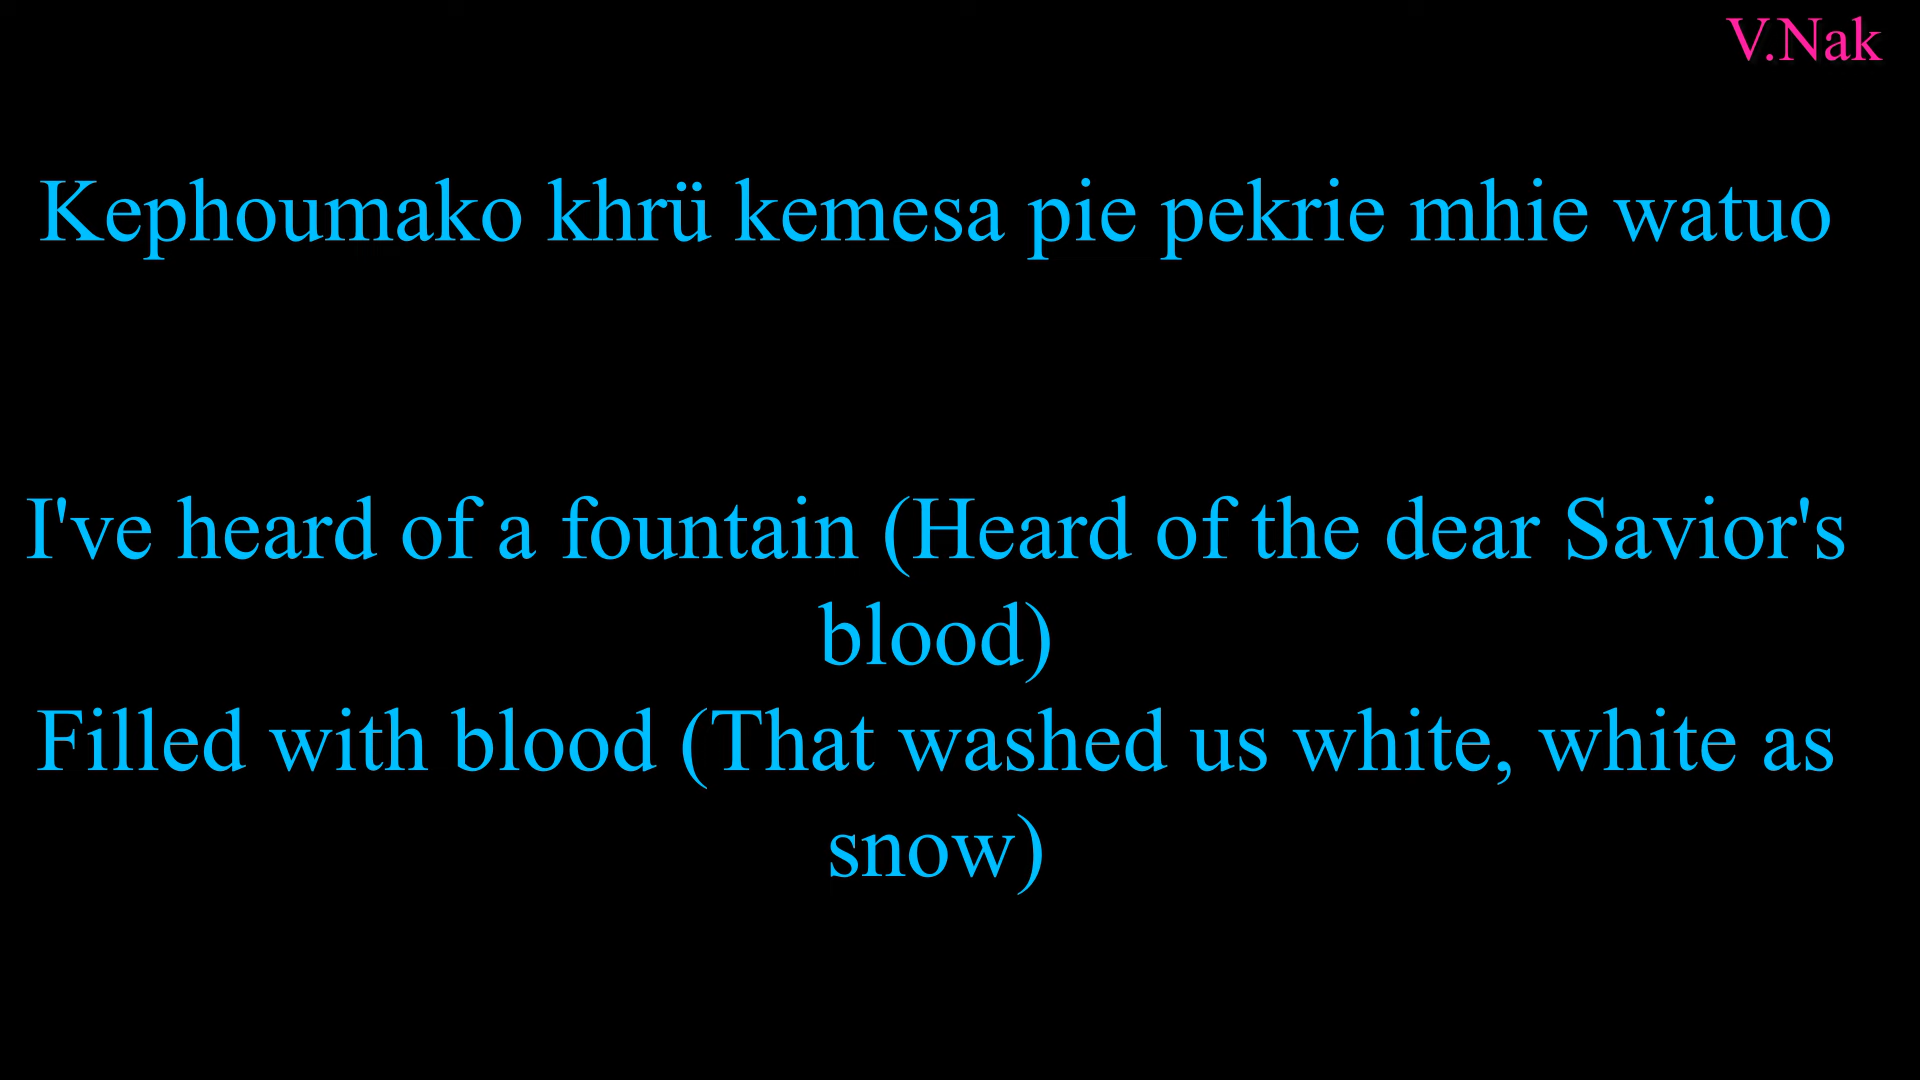 V.Nak
Kephoumako khrü kemesa pie pekrie mhie watuo
I've heard of a fountain (Heard of the dear Savior's
blood)
Filled with blood (That washed us white, white as
snow)